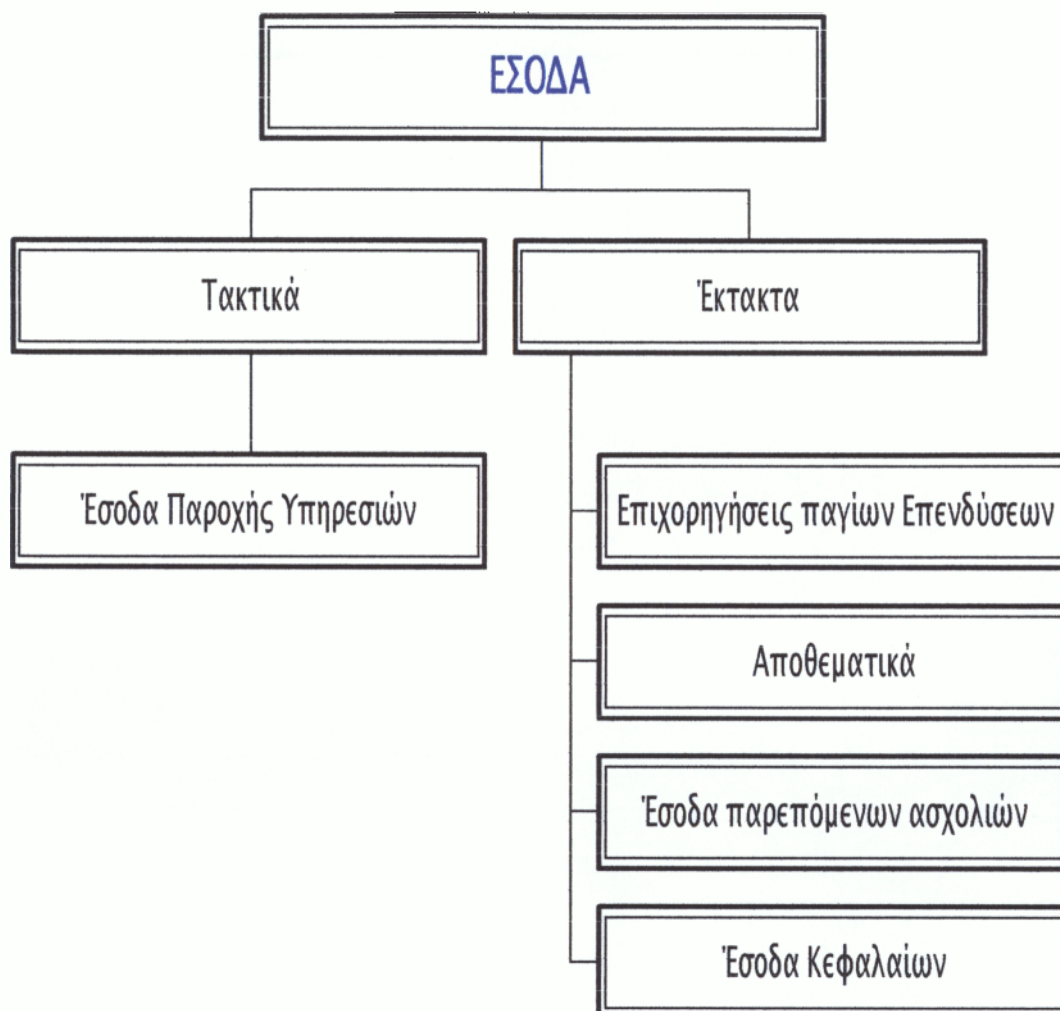 ΕΣΟΔΑ
Τακτικά
Έκτακτα
Έσοδα Παροχής Υπηρεσιών
Επιχορηγήσεις παγίων Επενδύσεων
Αποθεματικά
Έσοδα παρεπόμενων ασχολιών
Έσοδα Κεφαλαίων